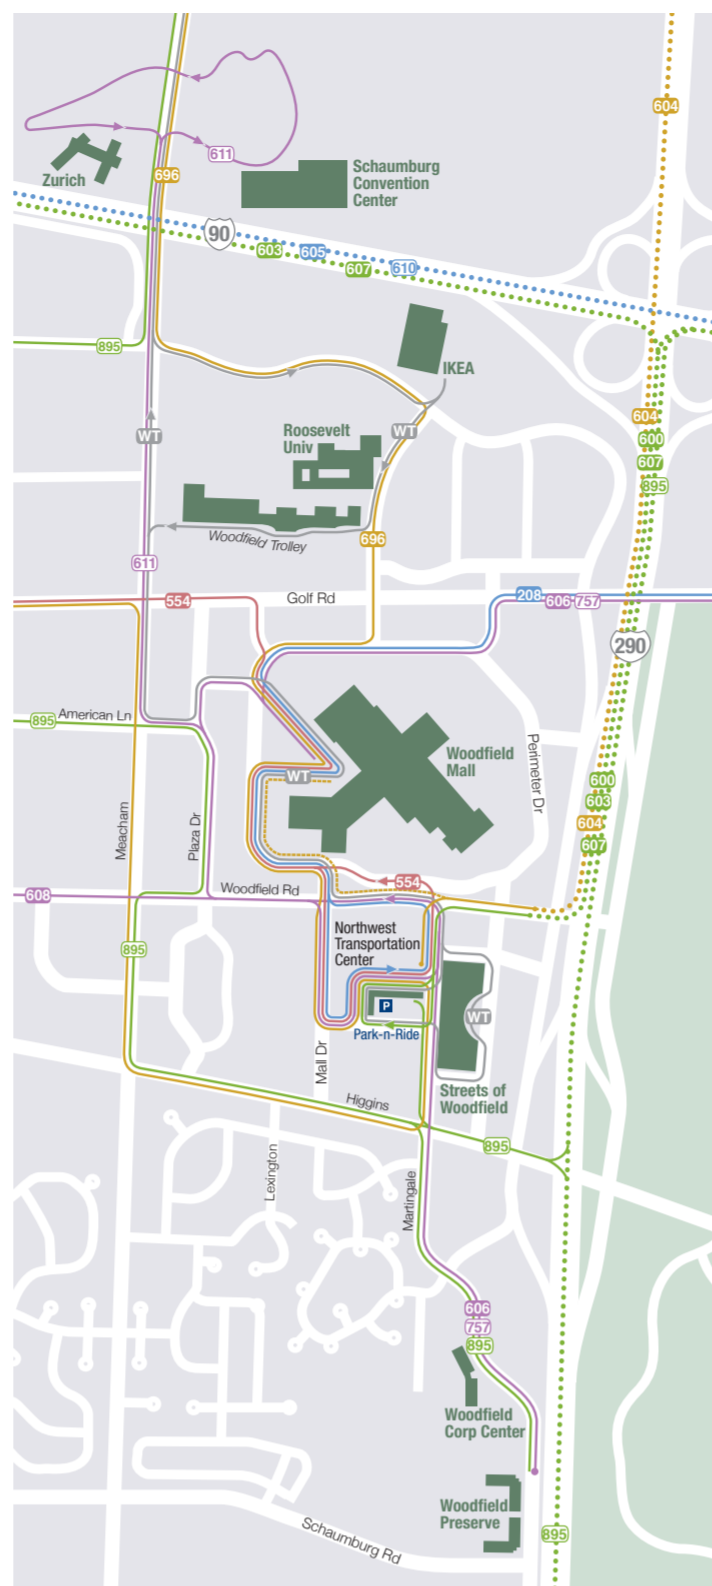 604
611
Zurich
696
Schaumburg
Convention
Center
90
603
605
607
610
895
IKEA
604
WT
Roosevelt
Univ
WT
600
607
895
Woodfield Trolley
696
611
554
Golf Rd
208
606
757
290
895
American Ln
Woodfield
Mall
Perimeter Dr
WT
600
603
604
607
Meacham
Plaza Dr
554
608
Woodfield Rd
Northwest
Transportation
Center
895
P
WT
Park-n-Ride
Mall Dr
Streets of
Woodfield
Higgins
895
Lexington
Martingale
606
757
895
Woodfield
Corp Center
Woodfield
Preserve
895
Schaumburg Rd